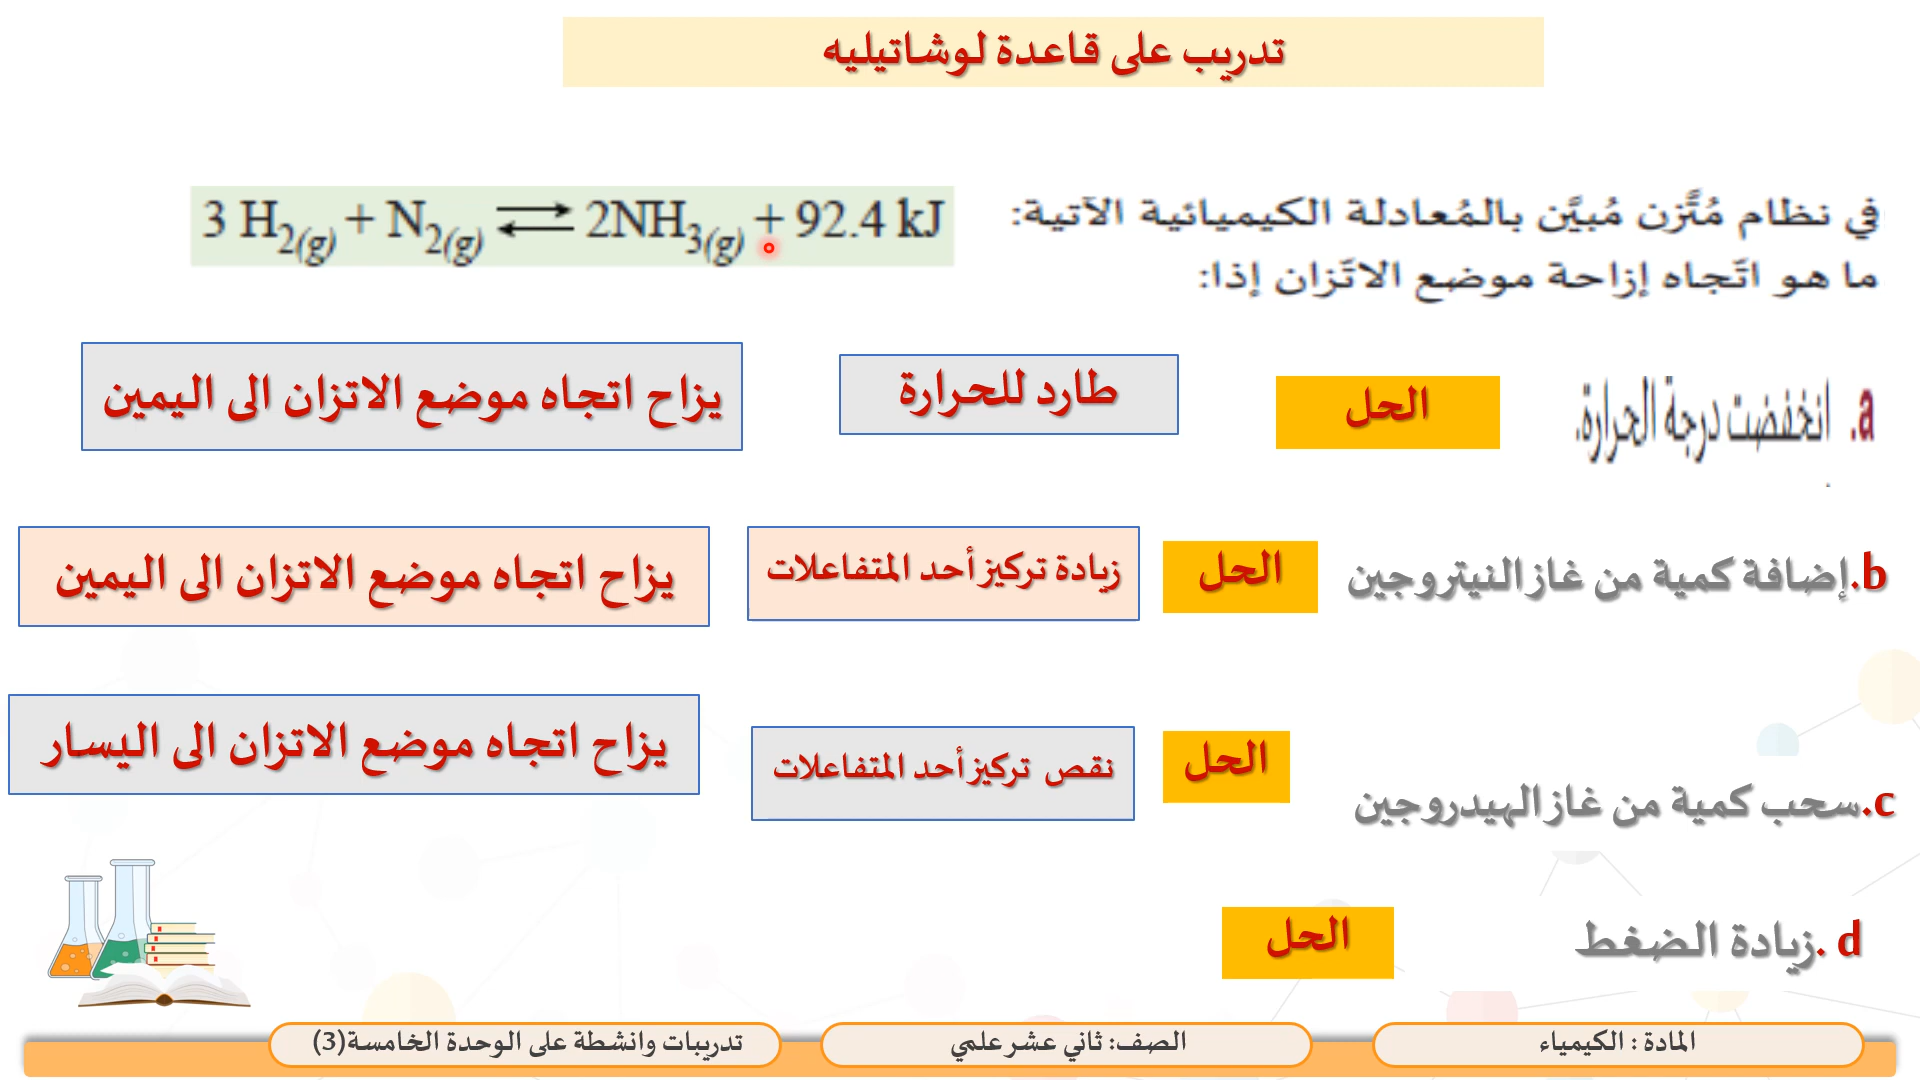 تدريب على قاعدة لوشاتيليه
في نظام مُتَّزن مُبيَّن بالمُعادلة الكيميائية الآتية:
3 H2(g) + N2(g) ⇌ 2NH3(g) + 92.4 kJ
ما هو اتّجاه إزاحة موضع الاتّزان إذا:
a. انخفضت درجة الحرارة.
الحل
طارد للحرارة
يزاح اتجاه موضع الاتزان الى اليمين
b.إضافة كمية من غاز النيتروجين
الحل
زيادة تركيز أحد المتفاعلات
يزاح اتجاه موضع الاتزان الى اليمين
c.سحب كمية من غاز الهيدروجين
الحل
نقص تركيز أحد المتفاعلات
يزاح اتجاه موضع الاتزان الى اليسار
d .زيادة الضغط
الحل
المادة : الكيمياء
الصف: ثاني عشر علمي
تدريبات وانشطة على الوحدة الخامسة(3)